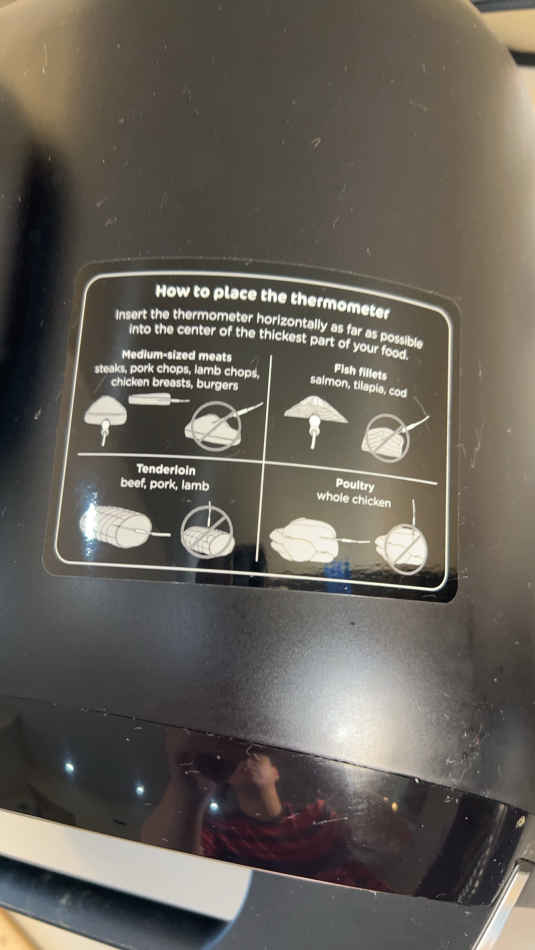 How to place the thermometer
Insert the thermometer horizontally as far as possible
into the center of the thickest part of your food.
Medium-sized meats
steaks, pork chops, lamb chops,
chicken breasts, burgers
Fish fillets
salmon, tilapia, cod
Tenderloin
beef, pork, lamb
Poultry
whole chicken